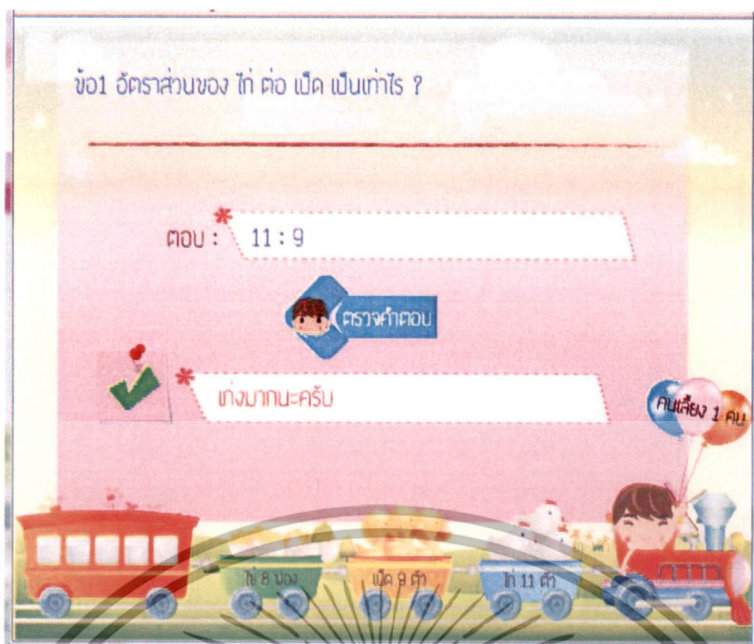 ข้อ1 อัตราส่วนของ ไก่ ต่อ เป็ด เป็นเท่าไร ?
ตอบ :
11 : 9
ตรวจคำตอบ
เก่งมากนะครับ
คนเลี้ยง 1 คน
ไข่ 8 ฟอง
เป็ด 9 ตัว
ไก่ 11 ตัว